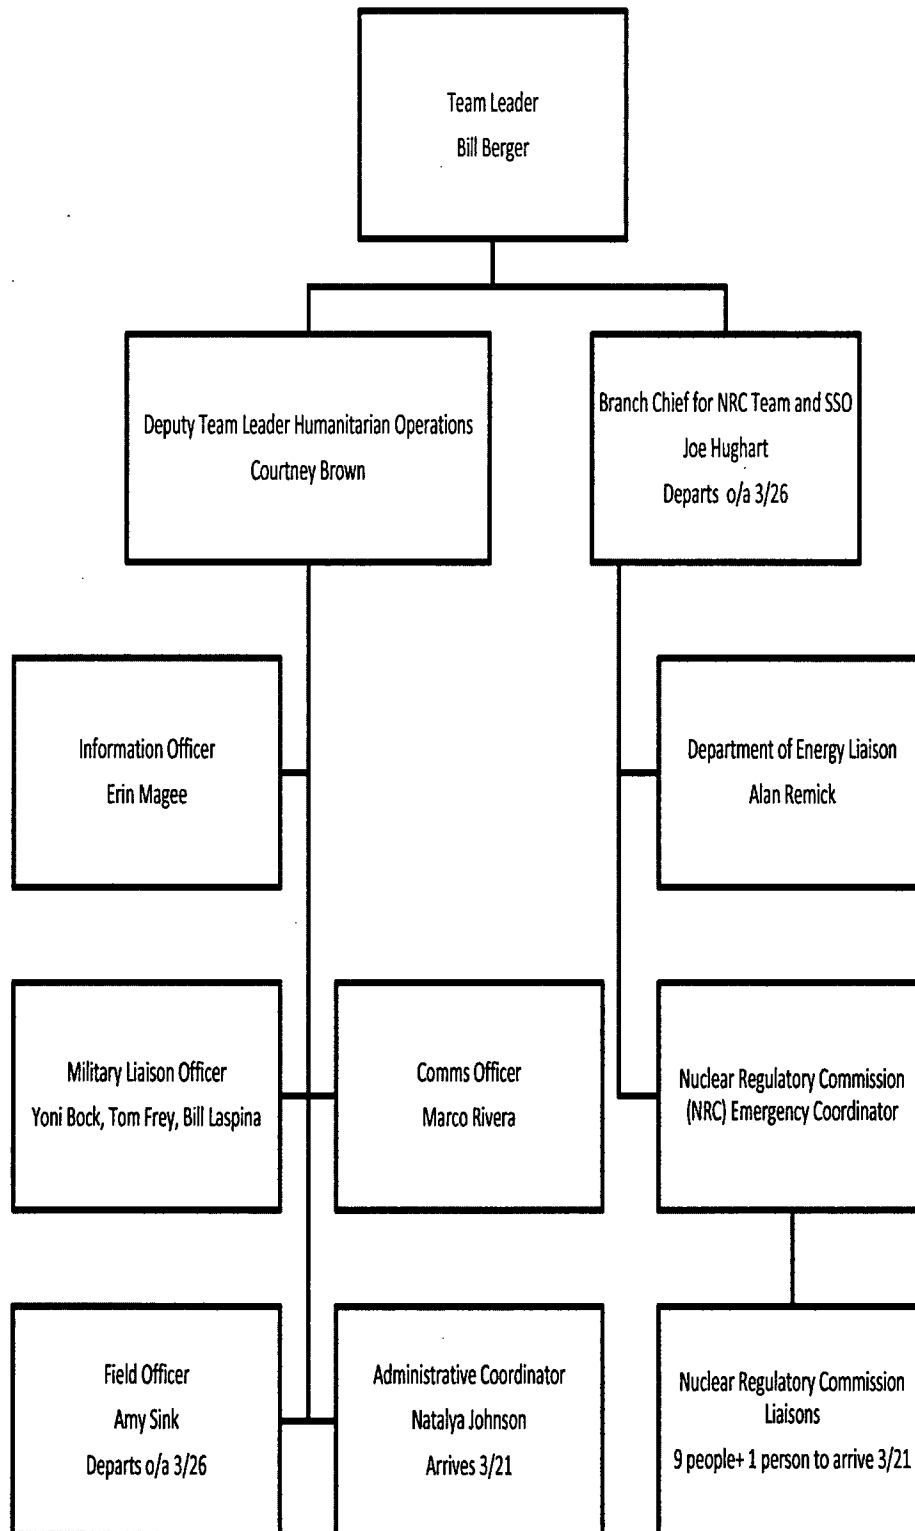 Team Leader
Bill Berger
Deputy Team Leader Humanitarian Operations
Courtney Brown
Branch Chief for NRC Team and SSO
Joe Hughart
Departs o/a 3/26
Information Officer
Erin Magee
Department of Energy Liaison
Alan Remick
Military Liaison Officer
Yoni Bock, Tom Frey, Bill Laspina
Comms Officer
Marco Rivera
Nuclear Regulatory Commission
(NRC) Emergency Coordinator
Field Officer
Amy Sink
Departs o/a 3/26
Administrative Coordinator
Natalya Johnson
Arrives 3/21
Nuclear Regulatory Commission
Liaisons
9 people+ 1 person to arrive 3/21